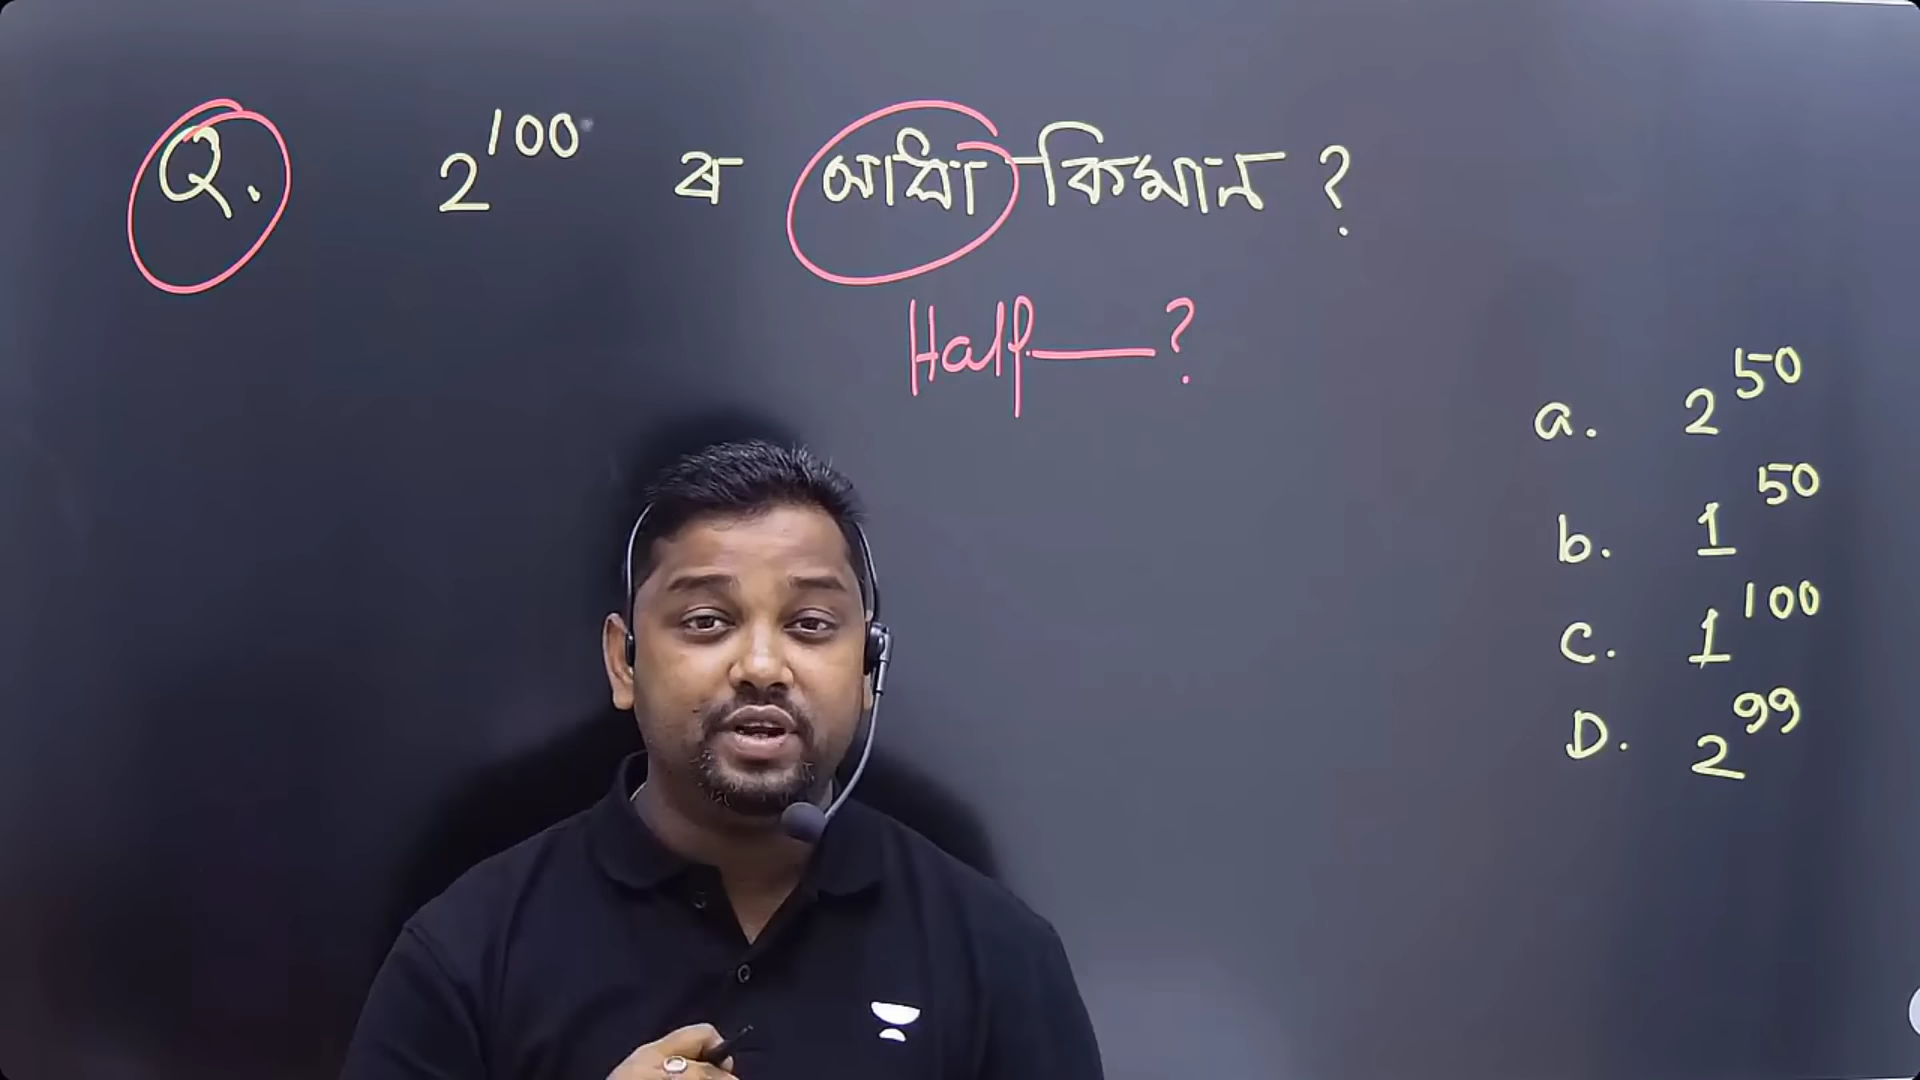 Q. 2^100 ৰ আধা কিমান ?
Half — ?
a. 2^50
b. 1^50
c. 1^100
D. 2^99